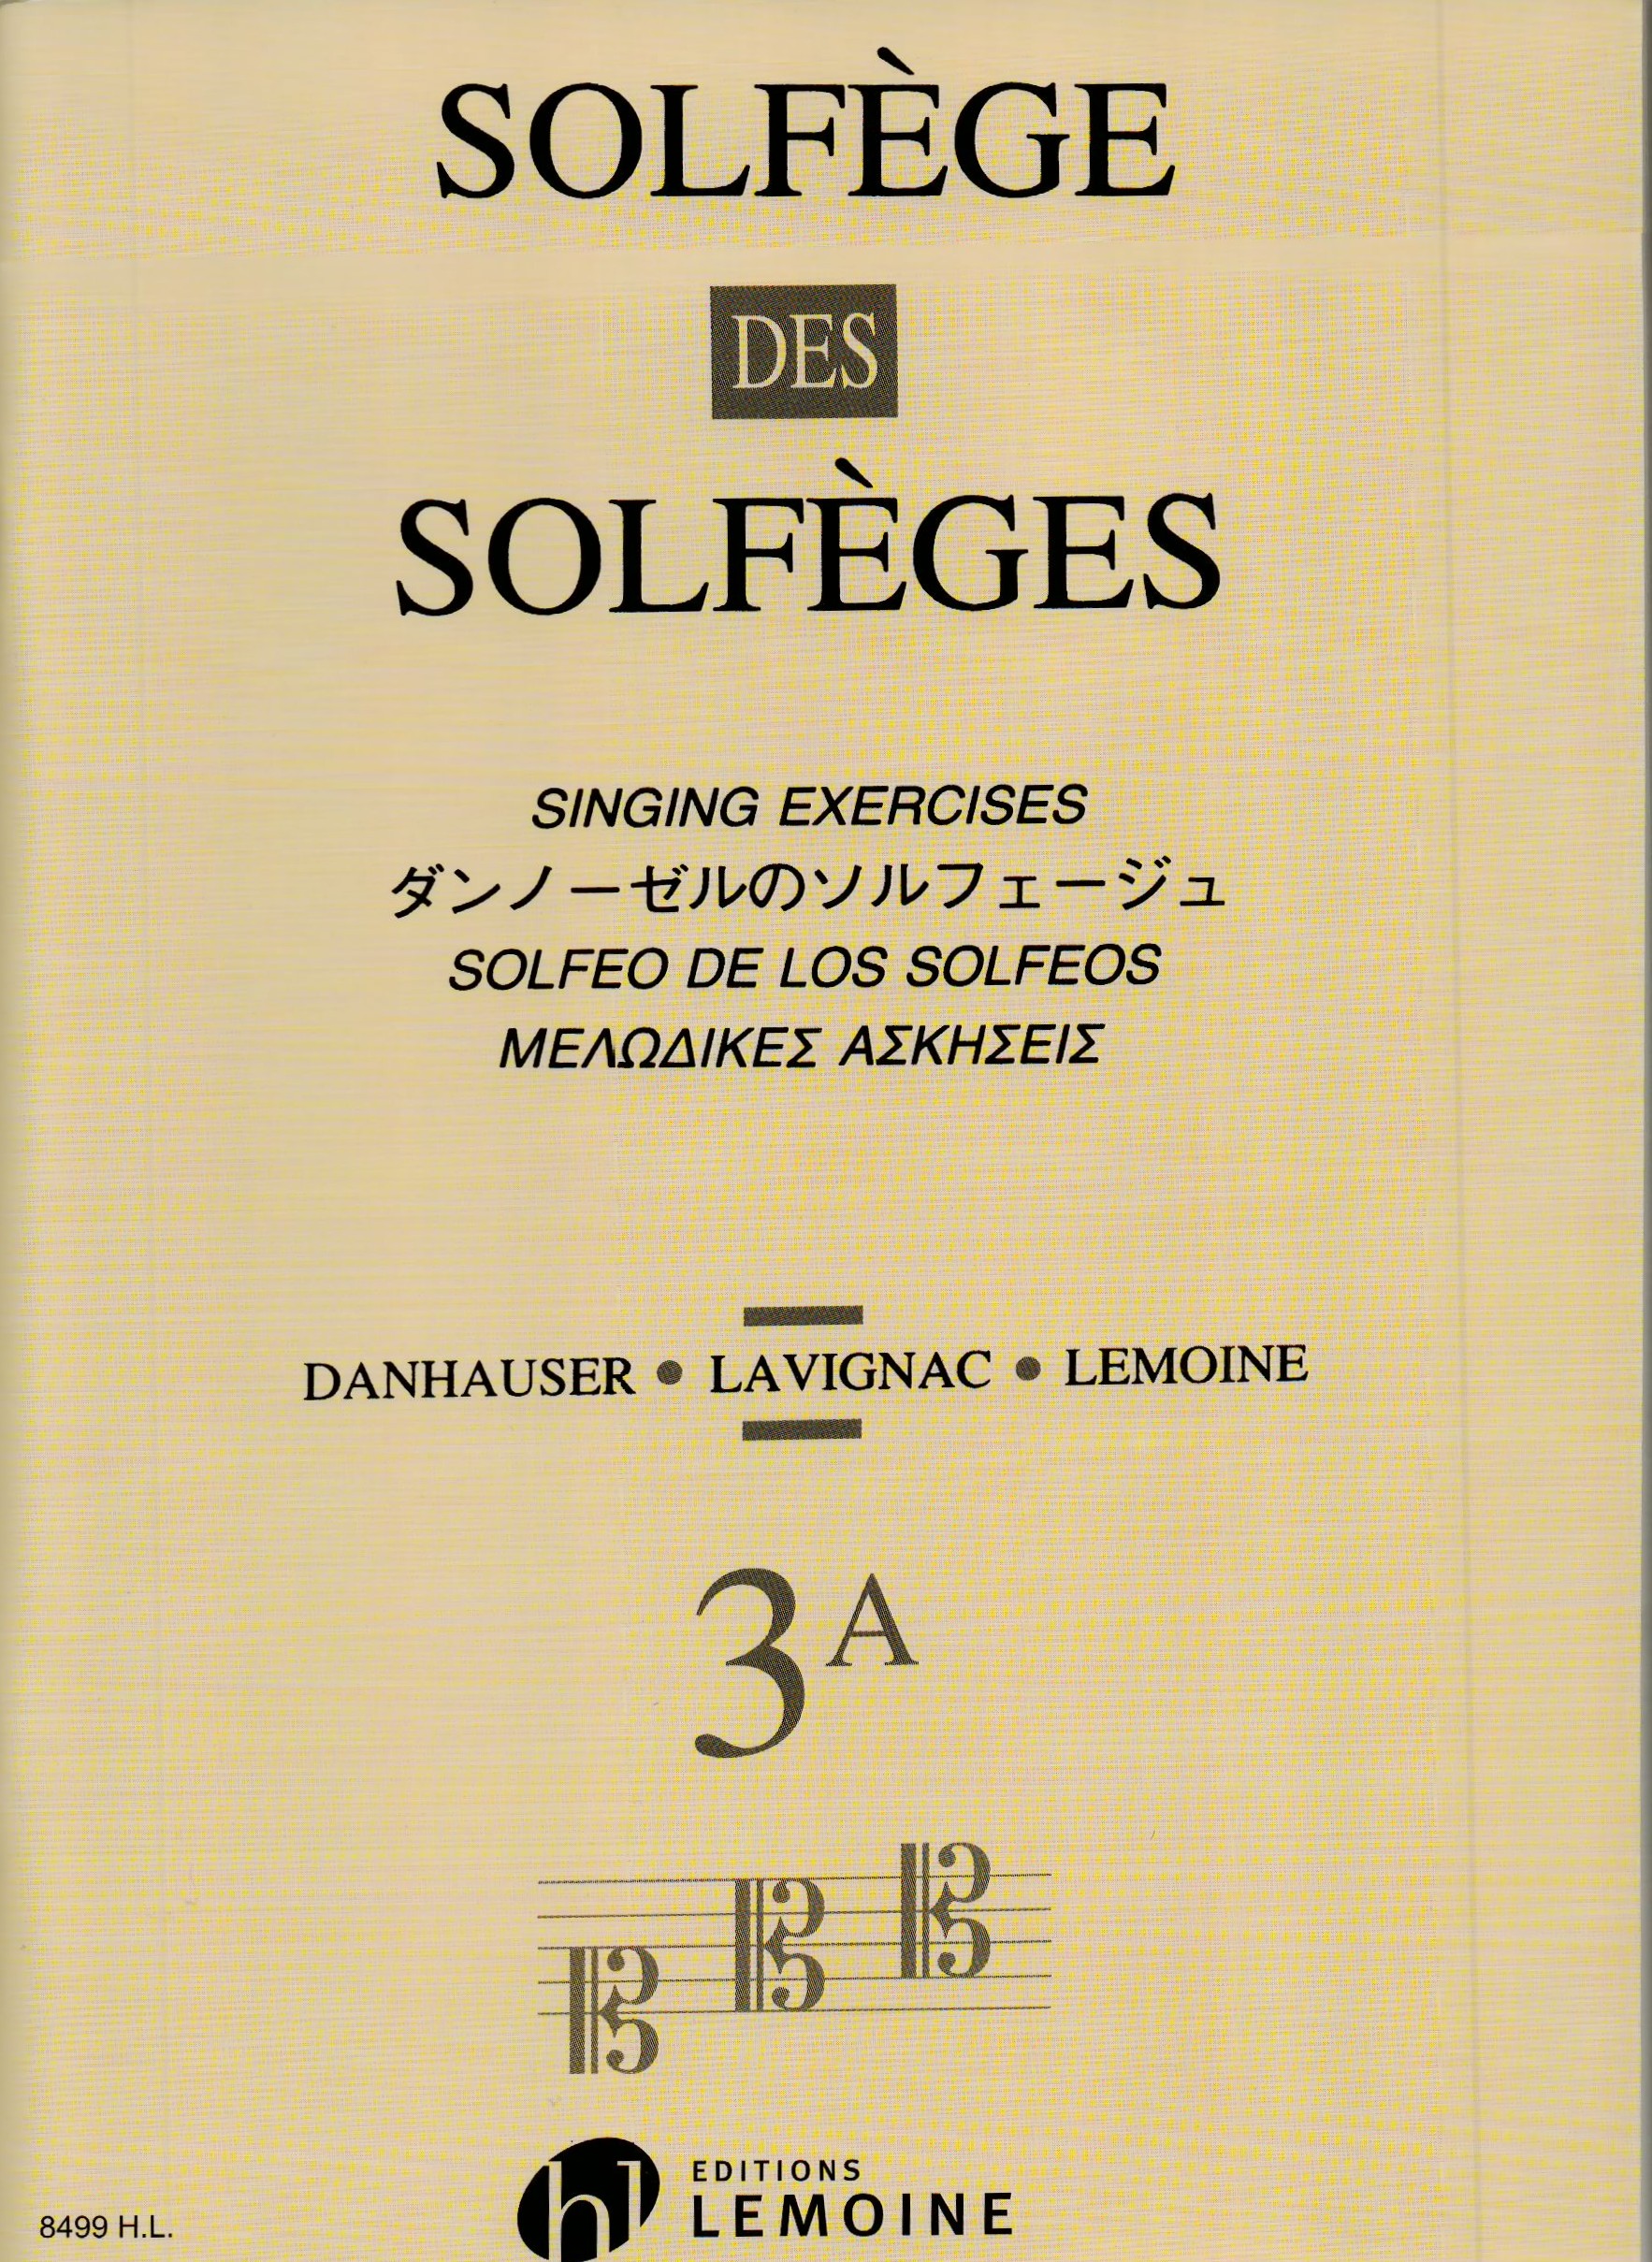 SOLFÈGE
DES
SOLFÈGES
SINGING EXERCISES
ダンノーゼルのソルフェージュ
SOLFEO DE LOS SOLFEOS
ΜΕΛΩΔΙΚΕΣ ΑΣΚΗΣΕΙΣ
DANHAUSER • LAVIGNAC • LEMOINE
3A
hl
EDITIONS
LEMOINE
8499 H.L.